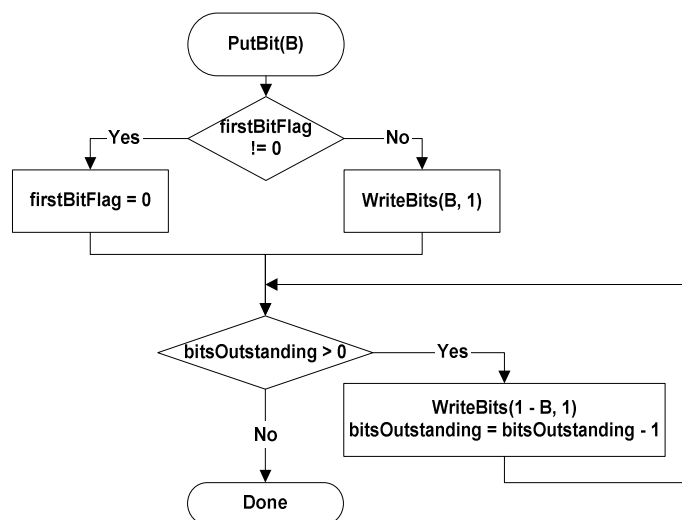 PutBit(B)
firstBitFlag
!= 0
Yes
No
firstBitFlag = 0
WriteBits(B, 1)
bitsOutstanding > 0
Yes
WriteBits(1 - B, 1)
bitsOutstanding = bitsOutstanding - 1
No
Done